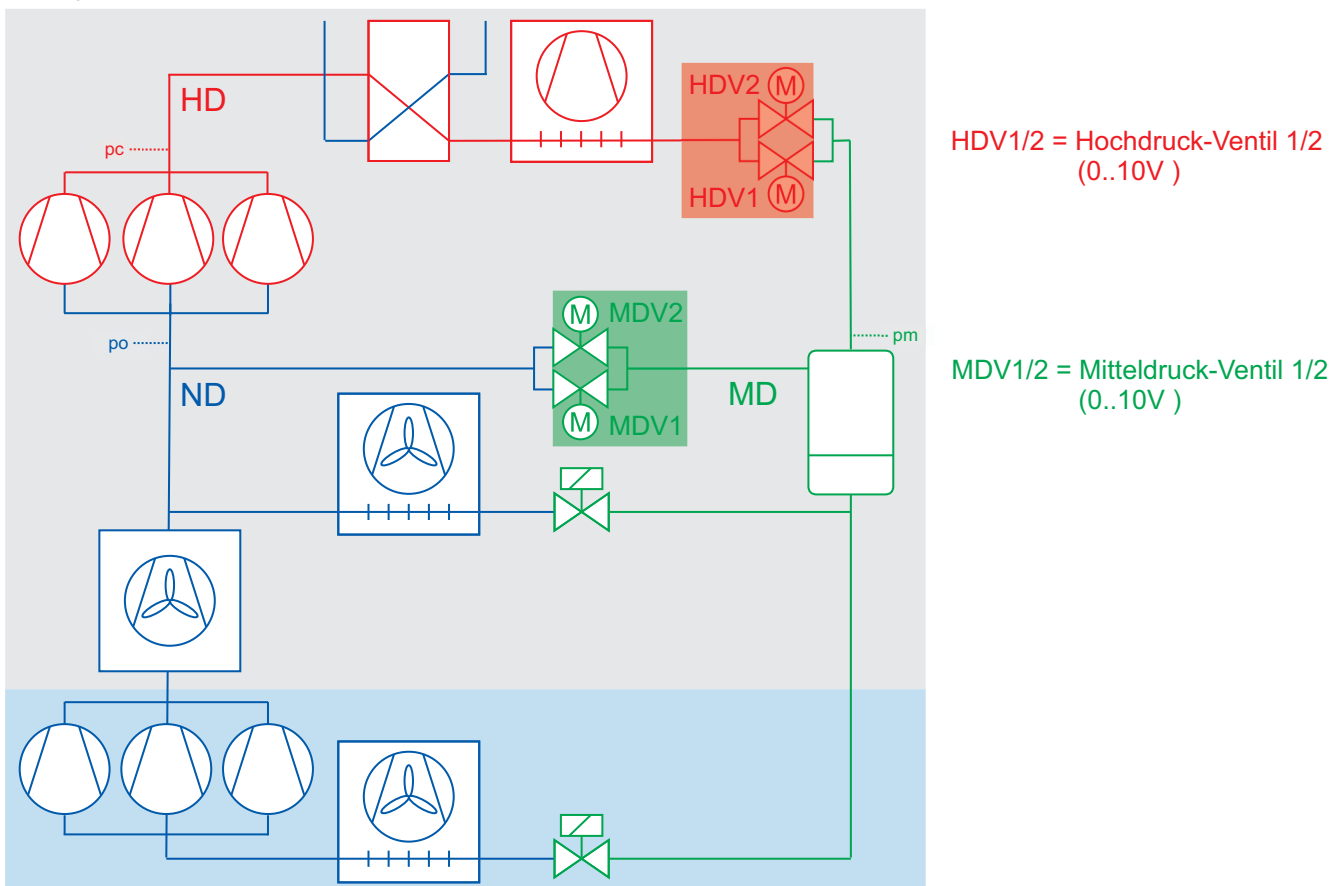 HD
pc
HDV2
M
HDV1
M
HDV1/2 = Hochdruck-Ventil 1/2
(0..10V )
po
ND
M
MDV2
M
MDV1
MD
pm
MDV1/2 = Mitteldruck-Ventil 1/2
(0..10V )